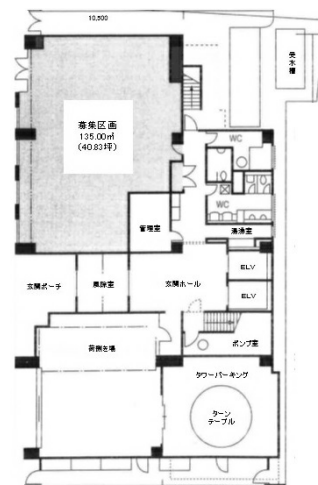 10,500
受水槽
募集区画
135.00㎡
(40.83坪)
WC
WC
管理室
湯沸室
玄関ポーチ
風除室
玄関ホール
ELV
ELV
荷捌き場
ポンプ室
タワーパーキング
ターン
テーブル